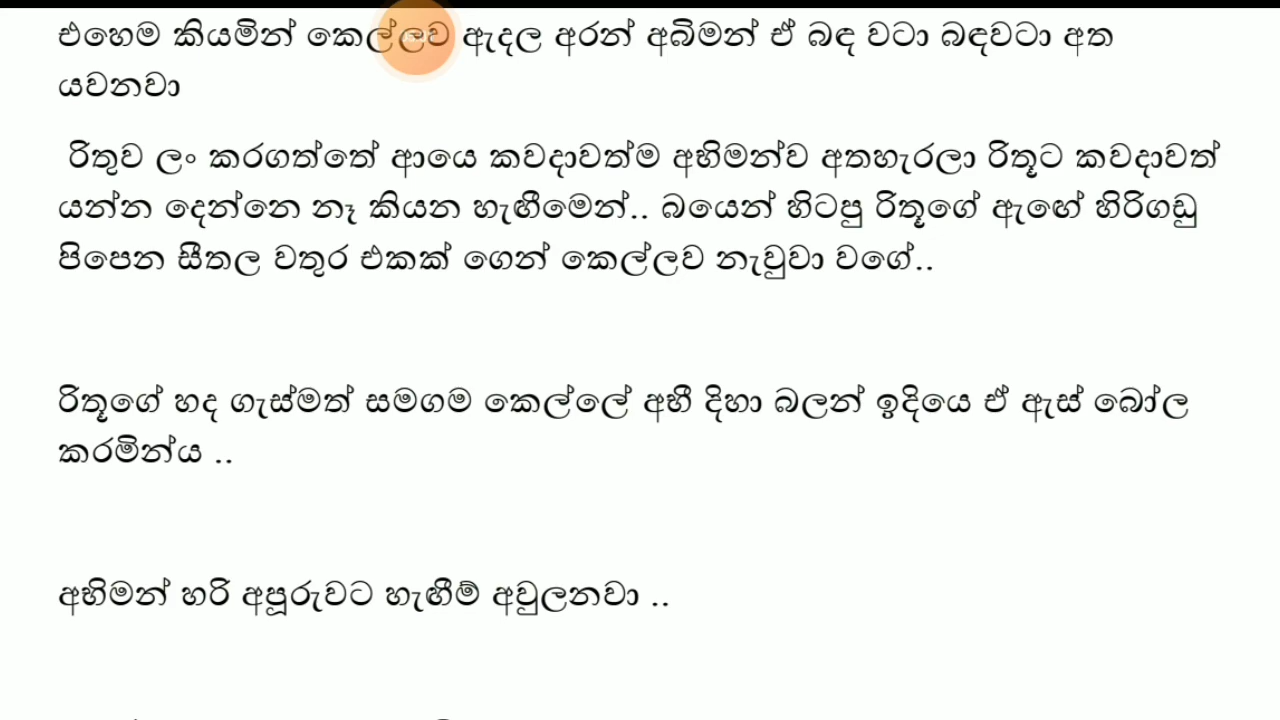 එහෙම කියමින් කෙල්ලව ඇදල අරන් අබිමන් ඒ බඳ වටා බඳවටා අත
යවනවා
රිතුව ලං කරගත්තේ ආයෙ කවදාවත්ම අභිමන්ව අතහැරලා රිතූට කවදාවත්
යන්න දෙන්නෙ නෑ කියන හැඟීමෙන්.. බයෙන් හිටපු රිතූගේ ඇඟේ හිරිගඩු
පිපෙන සීතල වතුර එකක් ගෙන් කෙල්ලව නැවුවා වගේ..
රිතූගේ හද ගැස්මත් සමගම කෙල්ලේ අභී දිහා බලන් ඉදියෙ ඒ ඇස් බෝල
කරමින්ය ..
අභිමන් හරි අපූරුවට හැඟීම් අවුලනවා ..